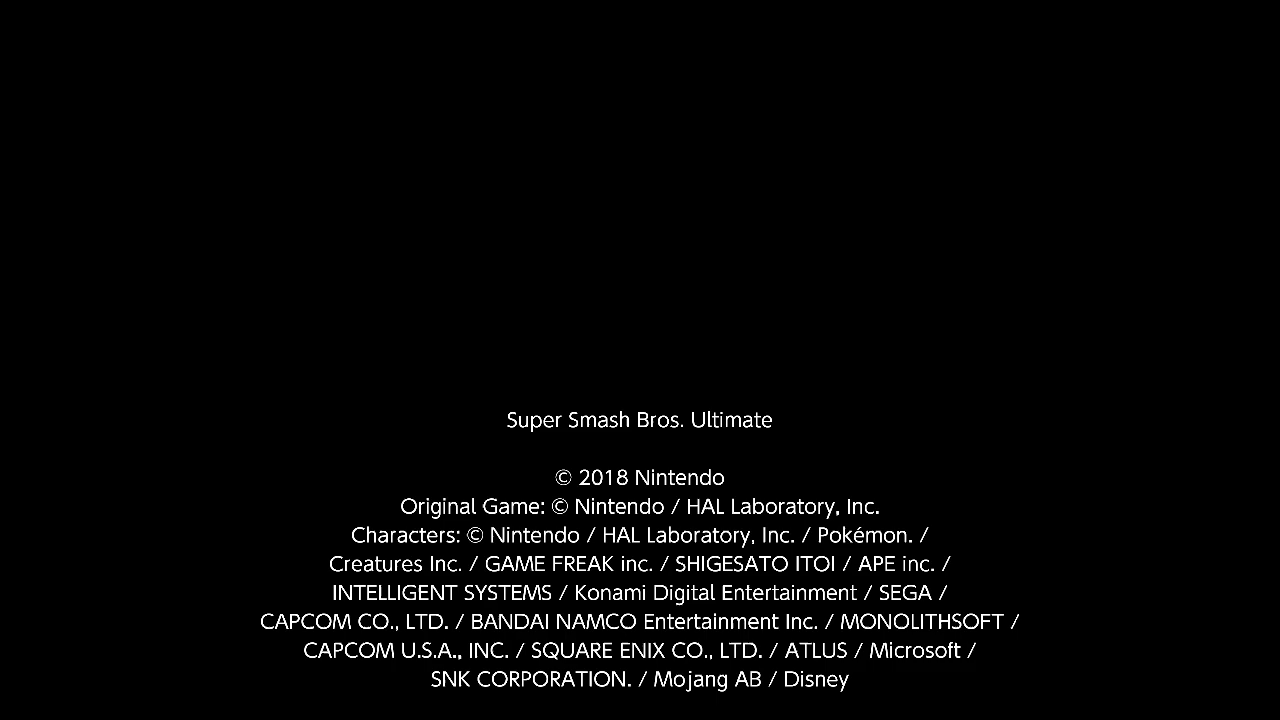 Super Smash Bros. Ultimate
© 2018 Nintendo
Original Game: © Nintendo / HAL Laboratory, Inc.
Characters: © Nintendo / HAL Laboratory, Inc. / Pokémon. /
Creatures Inc. / GAME FREAK inc. / SHIGESATO ITOI / APE inc. /
INTELLIGENT SYSTEMS / Konami Digital Entertainment / SEGA /
CAPCOM CO., LTD. / BANDAI NAMCO Entertainment Inc. / MONOLITHSOFT /
CAPCOM U.S.A., INC. / SQUARE ENIX CO., LTD. / ATLUS / Microsoft /
SNK CORPORATION. / Mojang AB / Disney